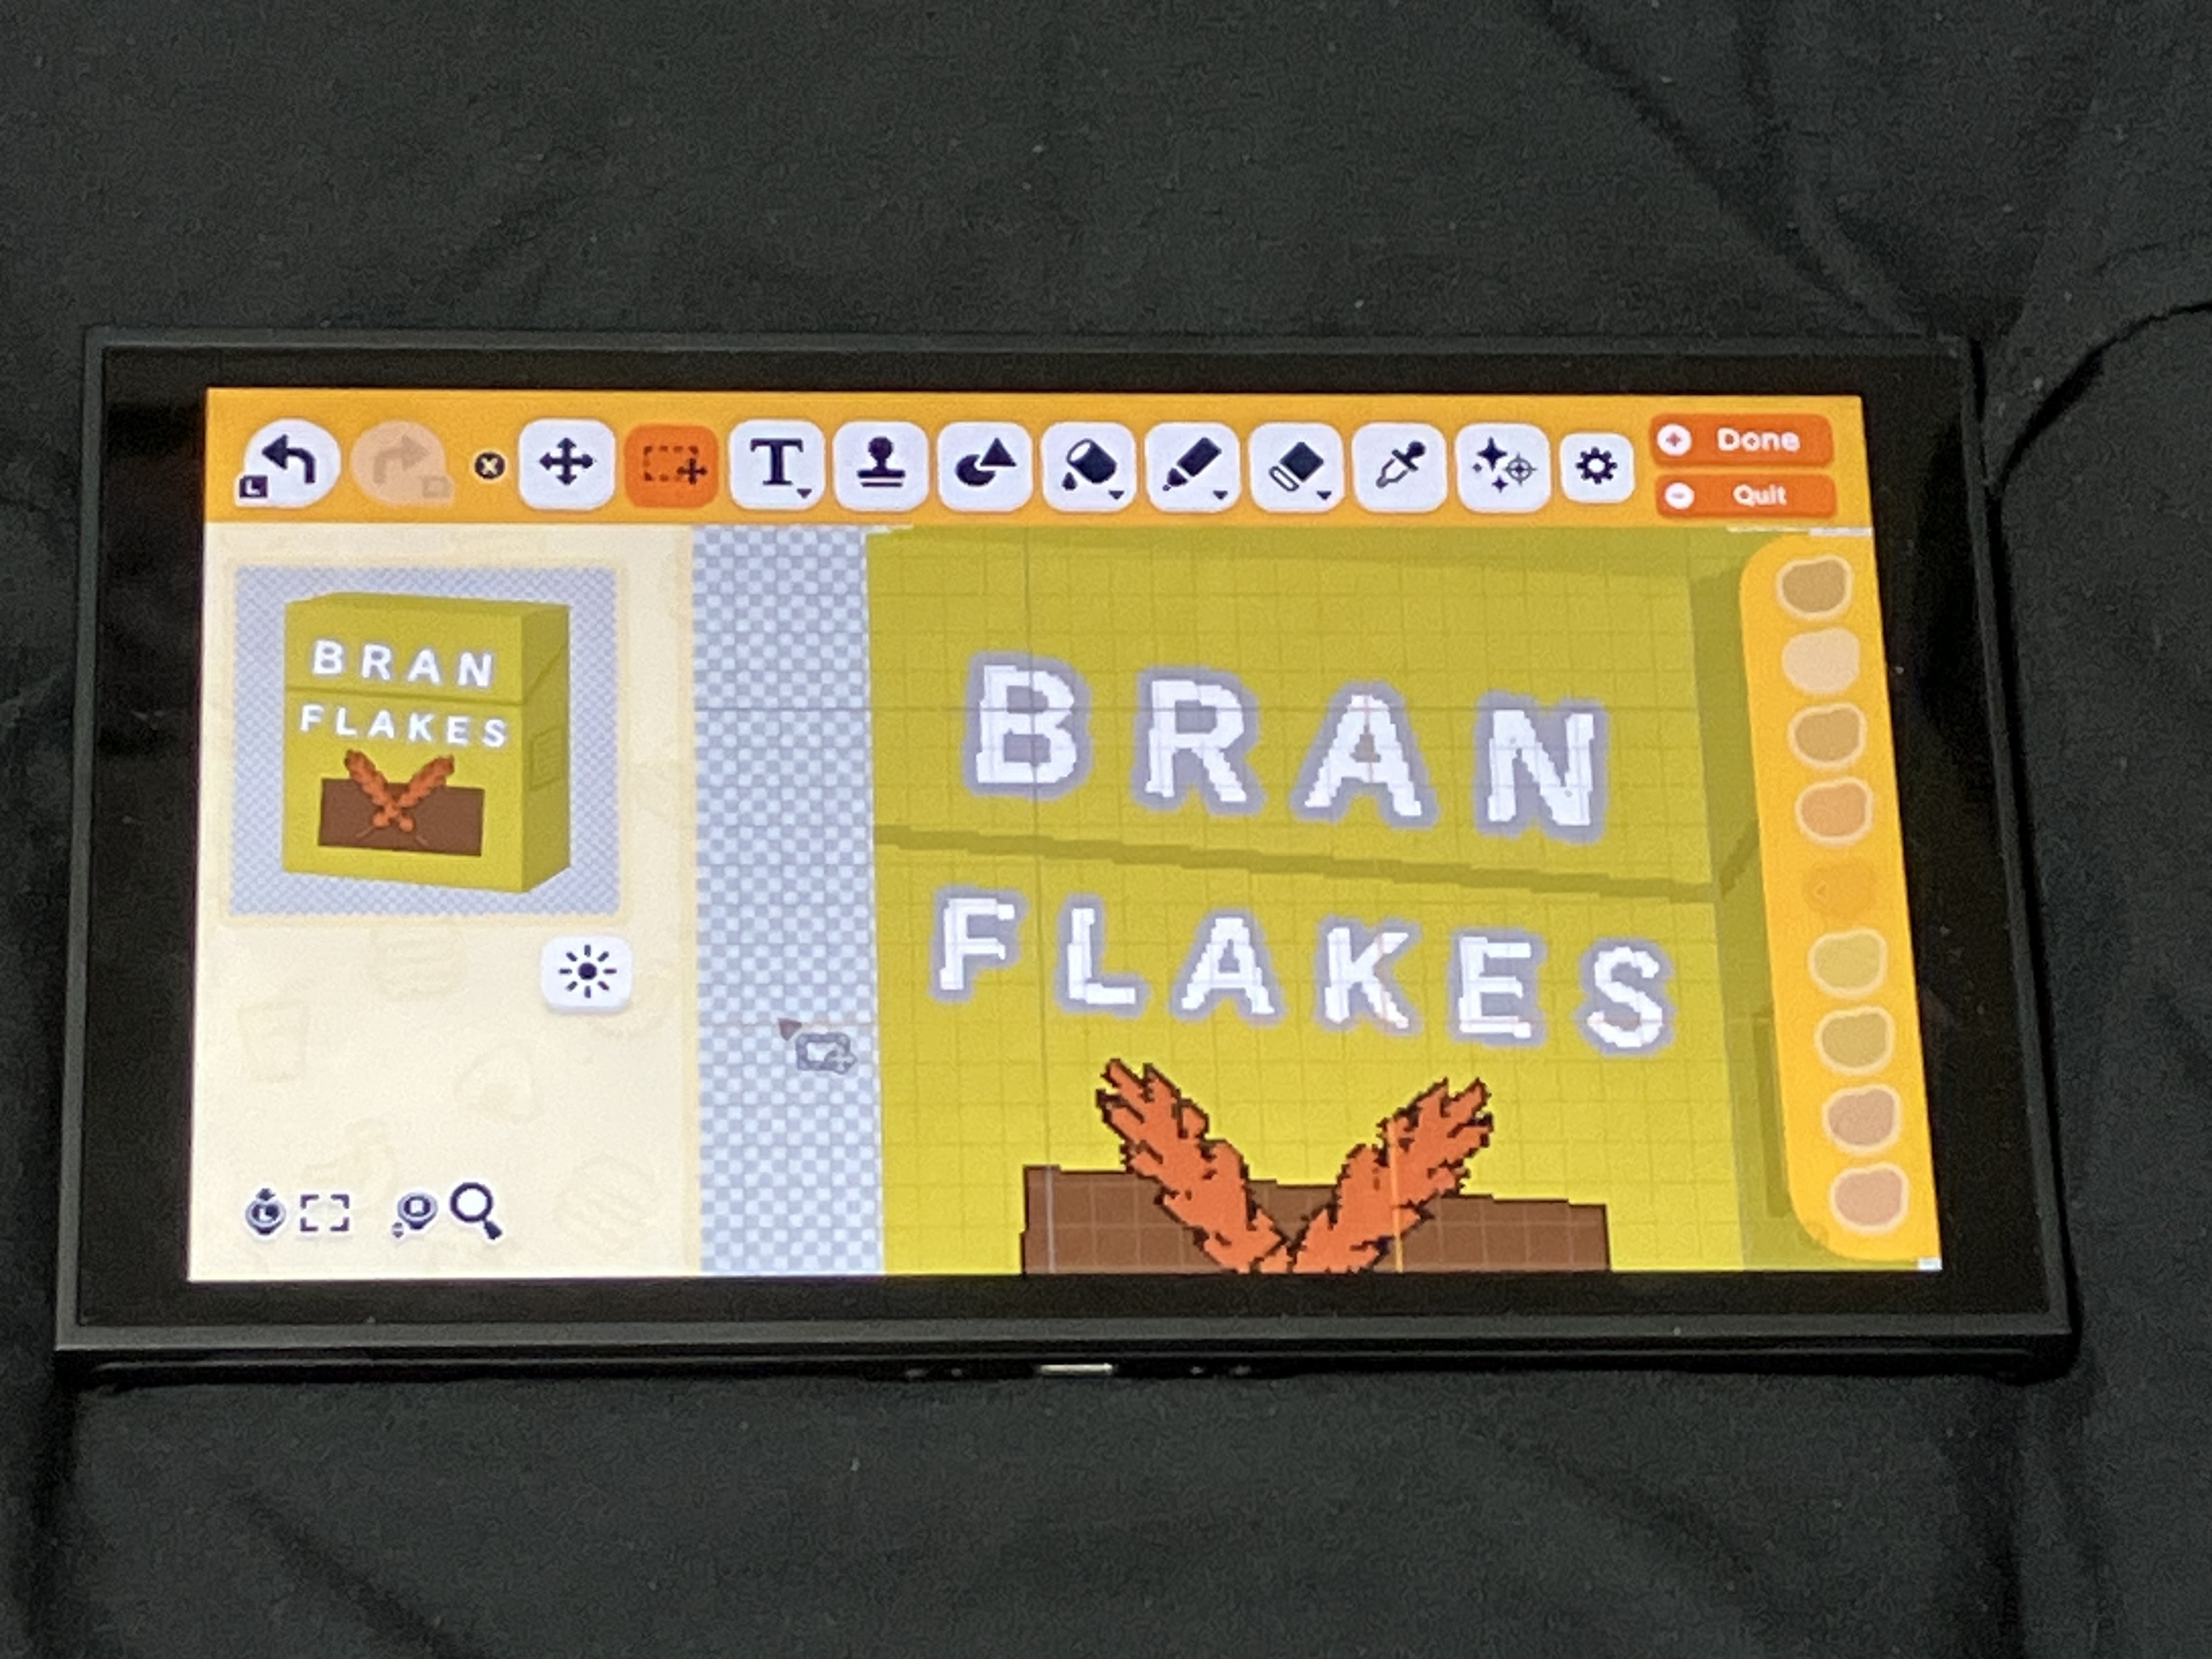 L
X
T
+ Done
- Quit
BRAN
FLAKES
BRAN
FLAKES
L
R